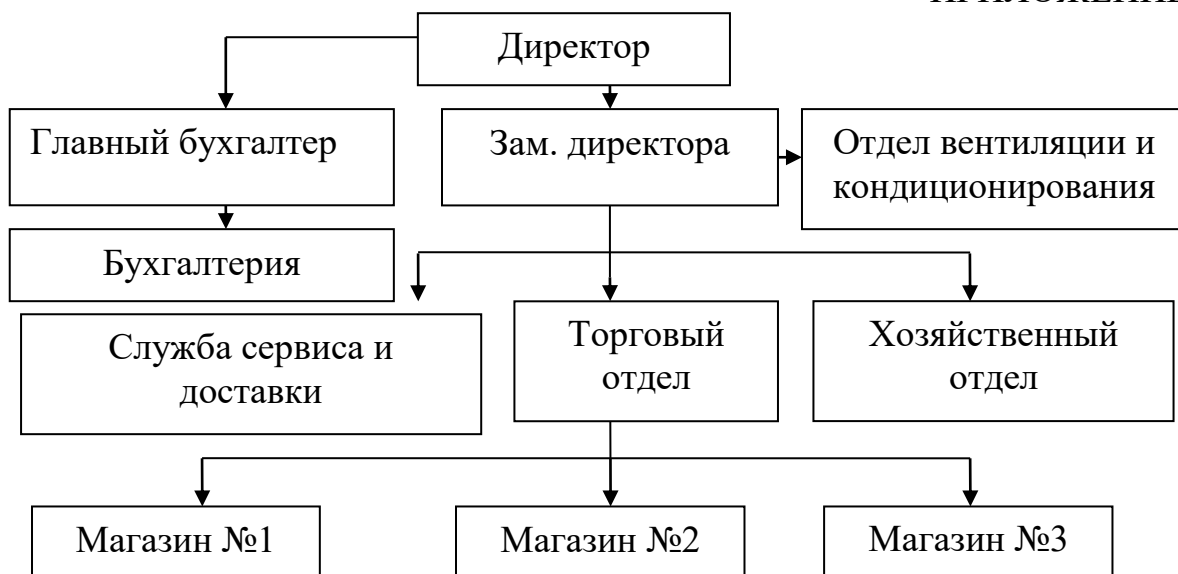 Директор
Главный бухгалтер
Зам. директора
Отдел вентиляции и
кондиционирования
Бухгалтерия
Служба сервиса и
доставки
Торговый
отдел
Хозяйственный
отдел
Магазин №1
Магазин №2
Магазин №3